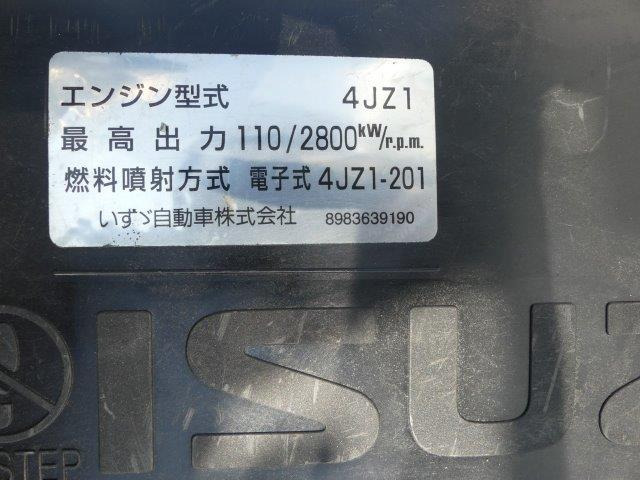 エンジン型式 4JZ1
最高出力 110/2800kW/r.p.m.
燃料噴射方式 電子式 4JZ1-201
いすゞ自動車株式会社 8983639190
ISUZ
STEP